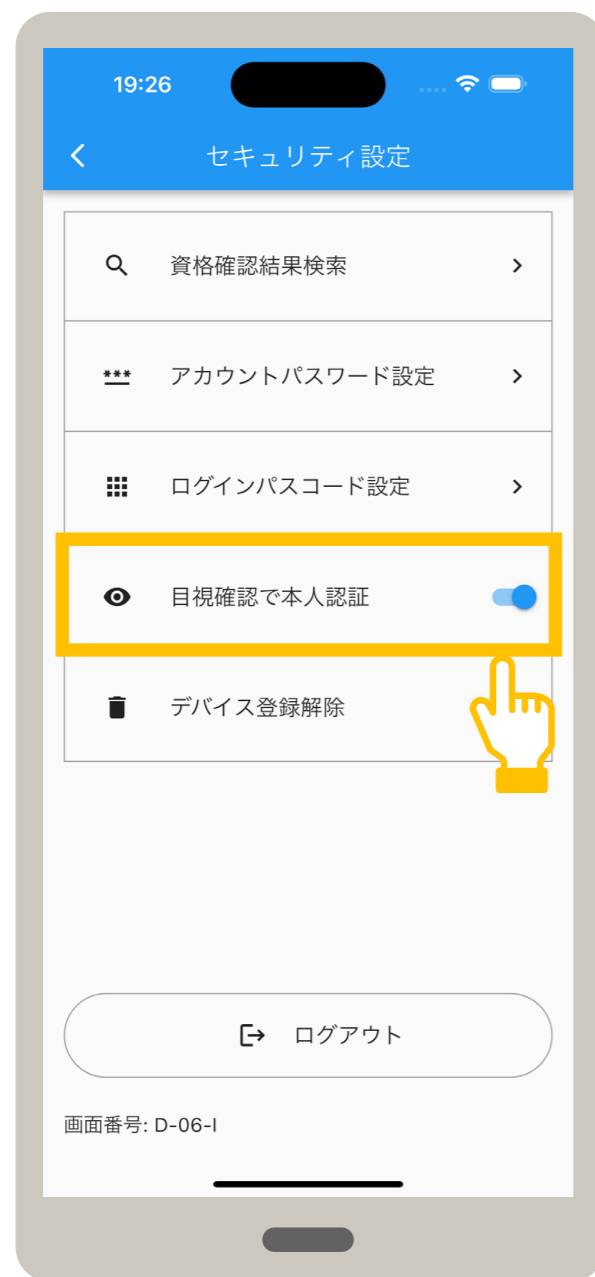 19:26
セキュリティ設定
資格確認結果検索
アカウントパスワード設定
ログインパスコード設定
目視確認で本人認証
デバイス登録解除
ログアウト
画面番号: D-06-I